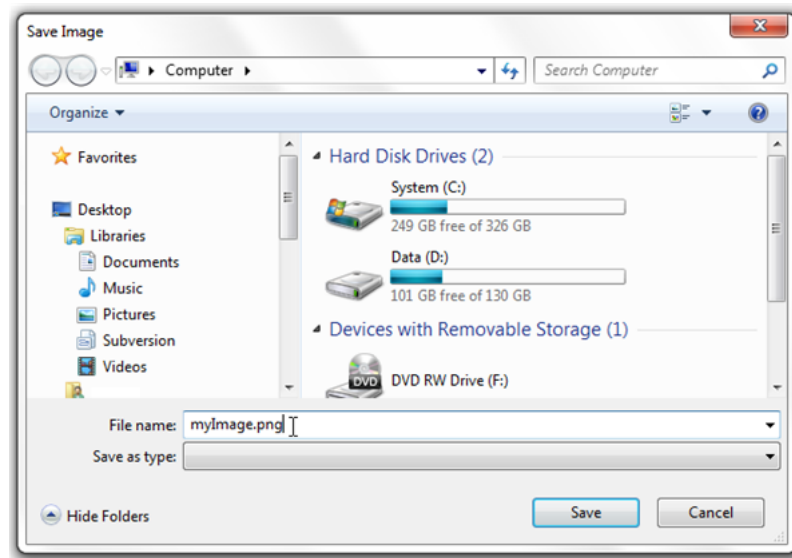 Save Image
Computer
Search Computer
Organize
Favorites
Desktop
Libraries
Documents
Music
Pictures
Subversion
Videos
Hard Disk Drives (2)
System (C:)
249 GB free of 326 GB
Data (D:)
101 GB free of 130 GB
Devices with Removable Storage (1)
DVD
DVD RW Drive (F:)
File name: myImage.png
Save as type:
Hide Folders
Save
Cancel